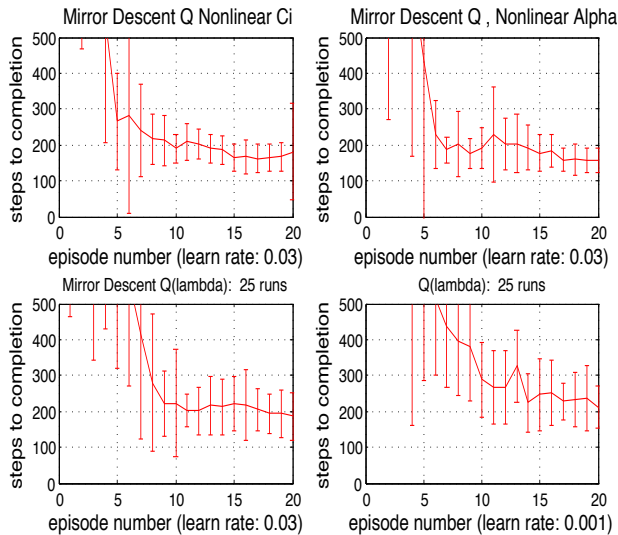 Mirror Descent Q Nonlinear Ci
500
400
300
200
100
0
steps to completion
0 5 10 15 20
episode number (learn rate: 0.03)
Mirror Descent Q , Nonlinear Alpha
500
400
300
200
100
0
steps to completion
0 5 10 15 20
episode number (learn rate: 0.03)
Mirror Descent Q(lambda): 25 runs
500
400
300
200
100
0
steps to completion
0 5 10 15 20
episode number (learn rate: 0.03)
Q(lambda): 25 runs
500
400
300
200
100
0
steps to completion
0 5 10 15 20
episode number (learn rate: 0.001)